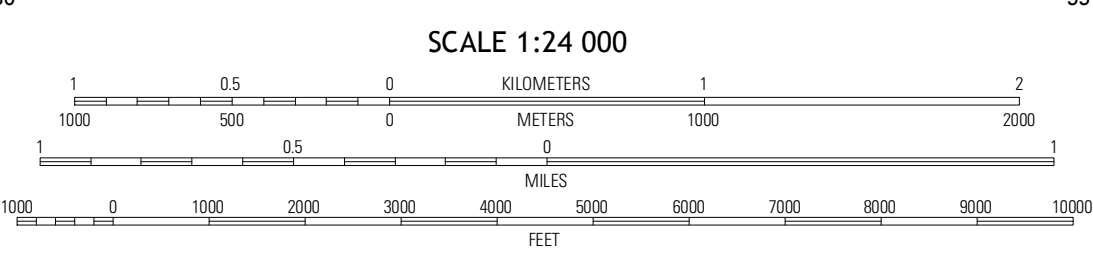 SCALE 1:24 000
1 0.5 0 KILOMETERS 1 2
1000 500 0 METERS 1000 2000
1 0.5 0 1
MILES
1000 0 1000 2000 3000 4000 5000 6000 7000 8000 9000 10000
FEET